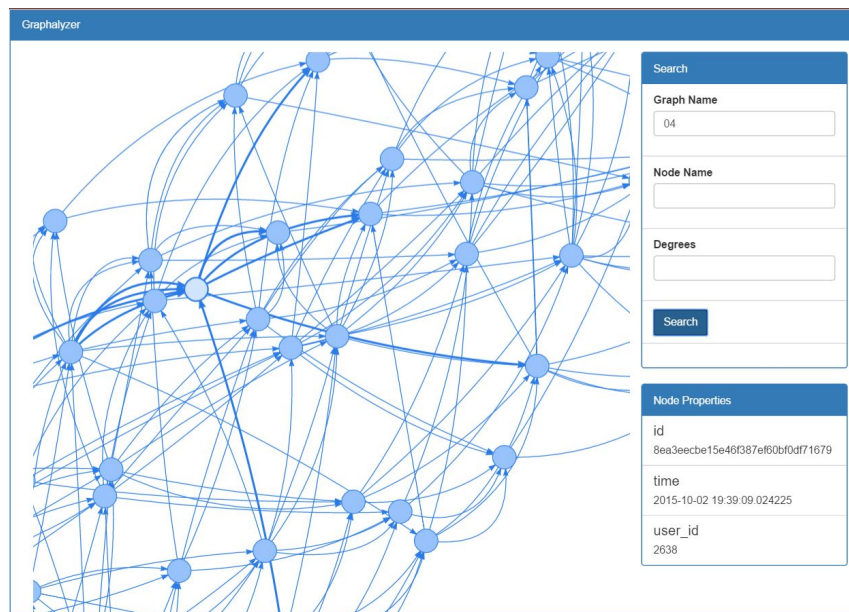 Graphalyzer
Search
Graph Name
04
Node Name
Degrees
Search
Node Properties
id
8ea3eecbe15e46f387ef60bf0df71679
time
2015-10-02 19:39:09.024225
user_id
2638